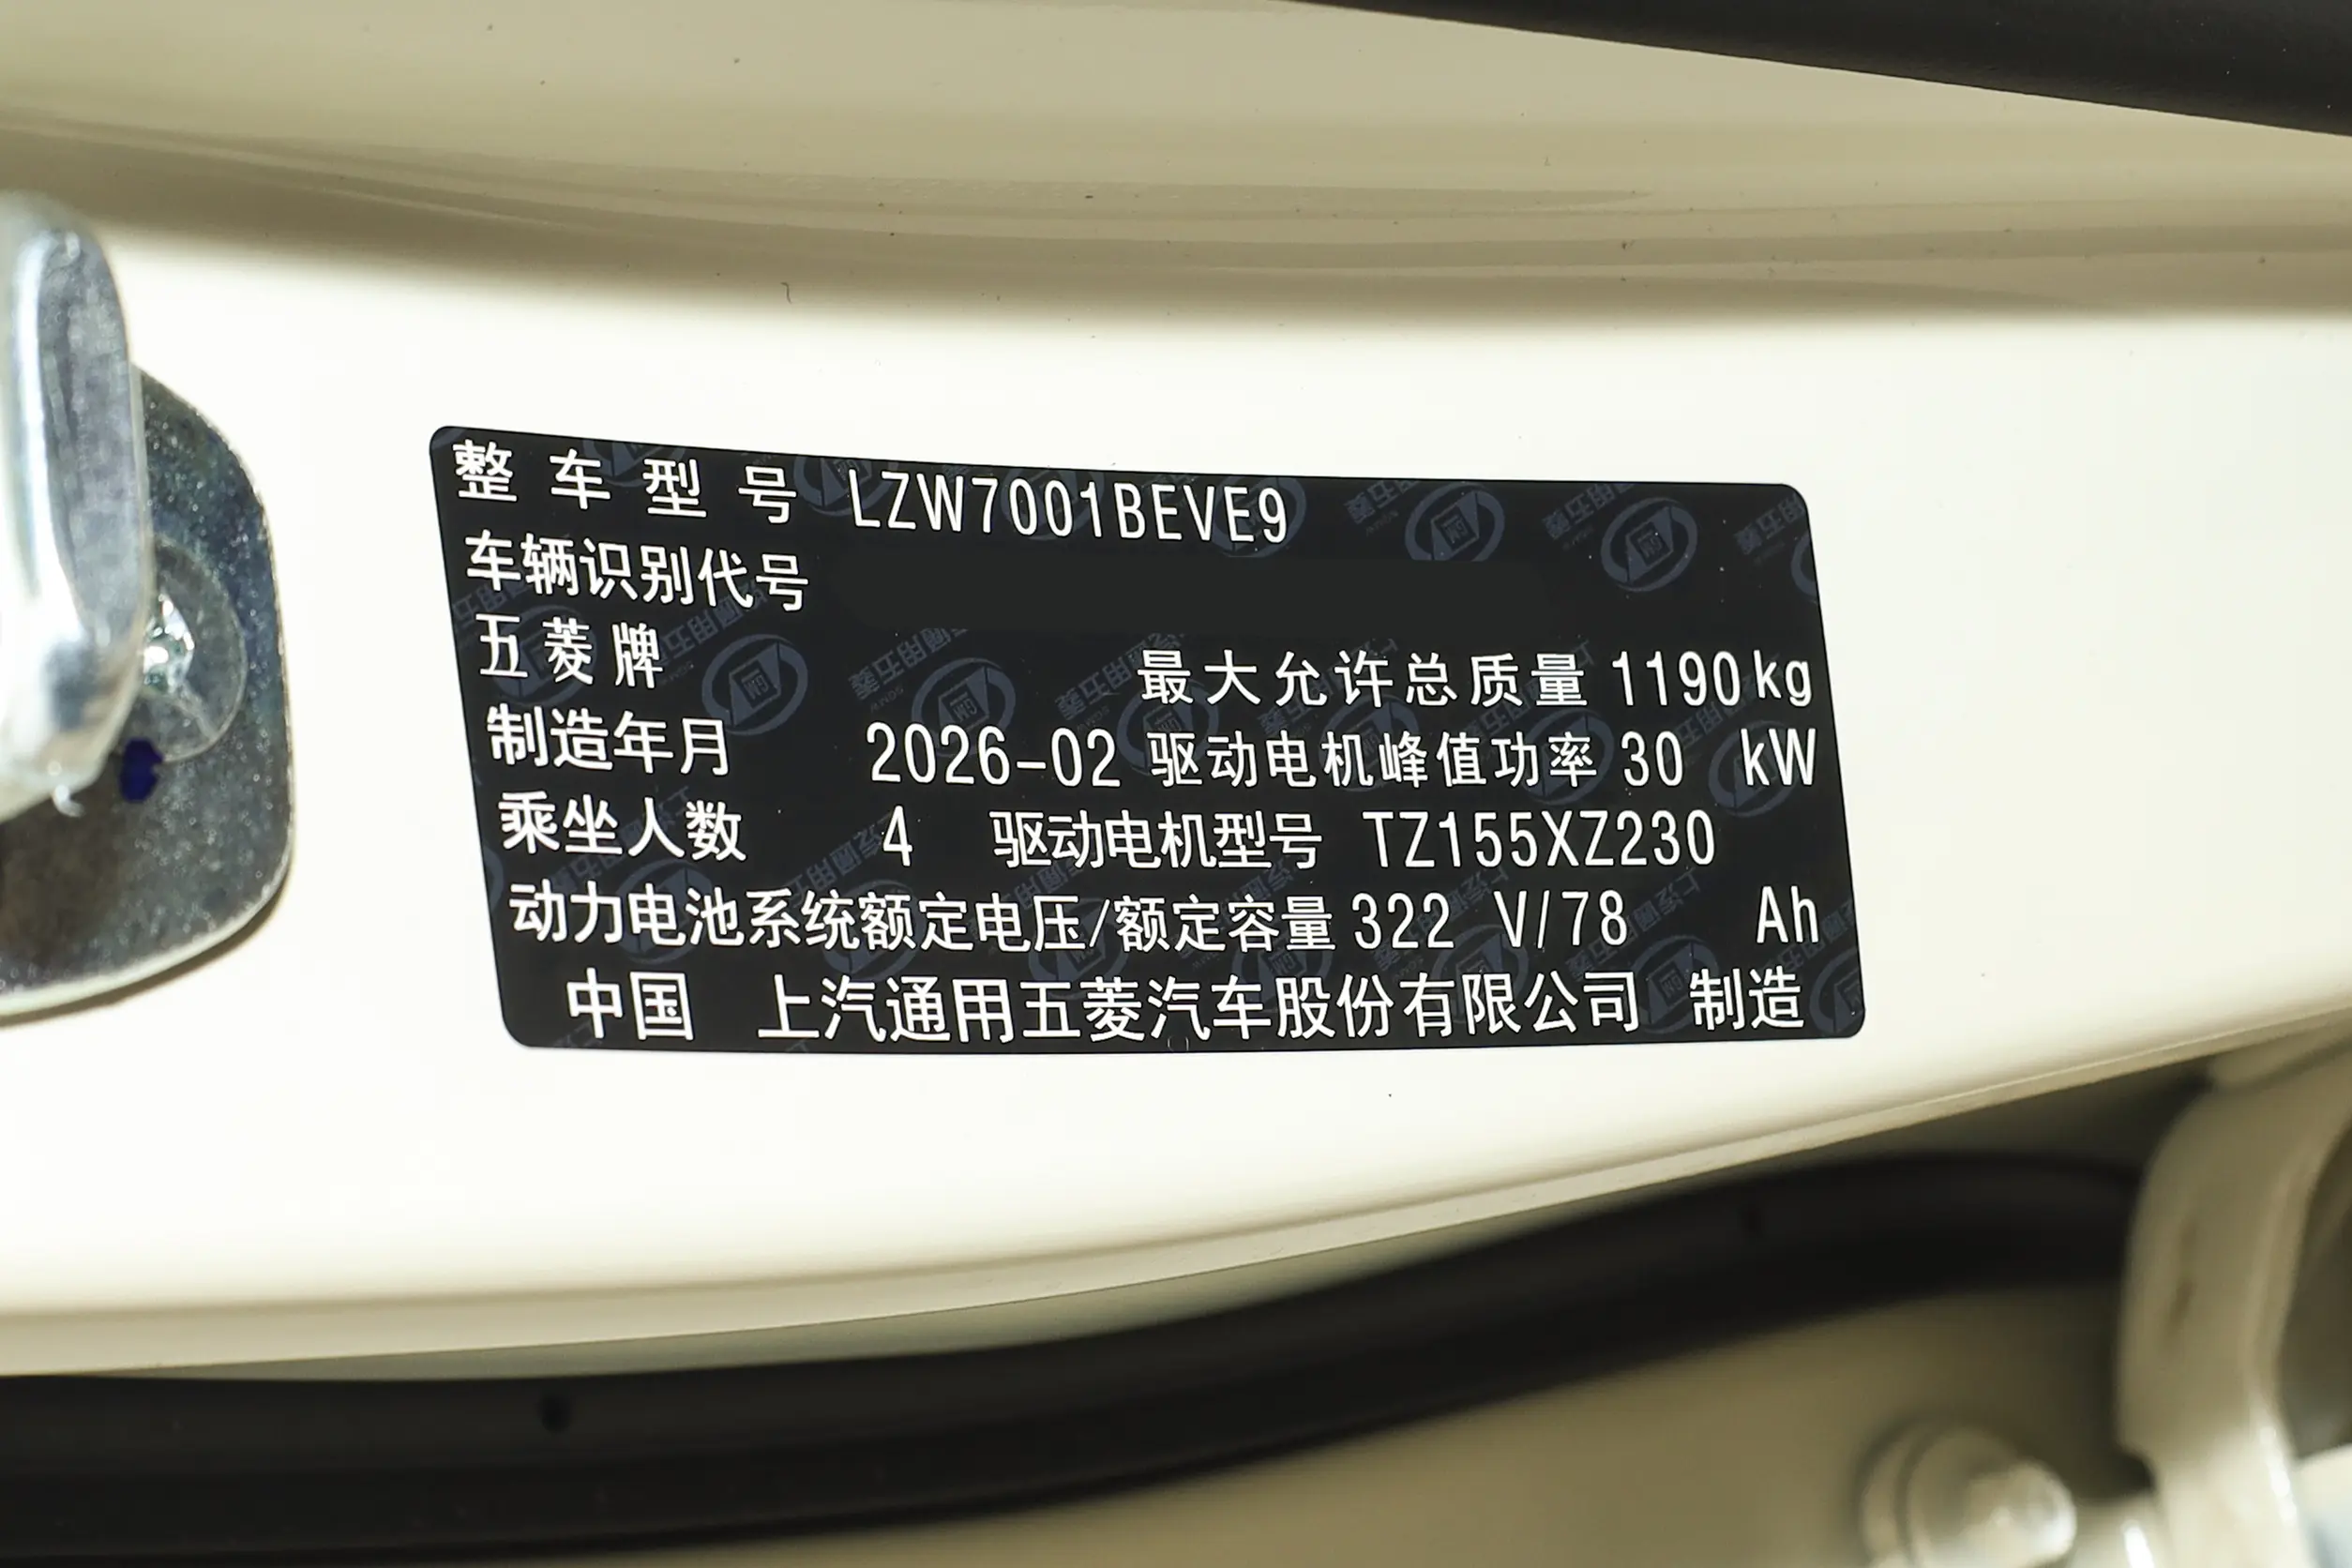 整车型号 LZW7001BEVE9
车辆识别代号
五菱牌 最大允许总质量 1190kg
制造年月 2026-02 驱动电机峰值功率 30 kW
乘坐人数 4 驱动电机型号 TZ155XZ230
动力电池系统额定电压/额定容量 322 V/78 Ah
中国 上汽通用五菱汽车股份有限公司 制造